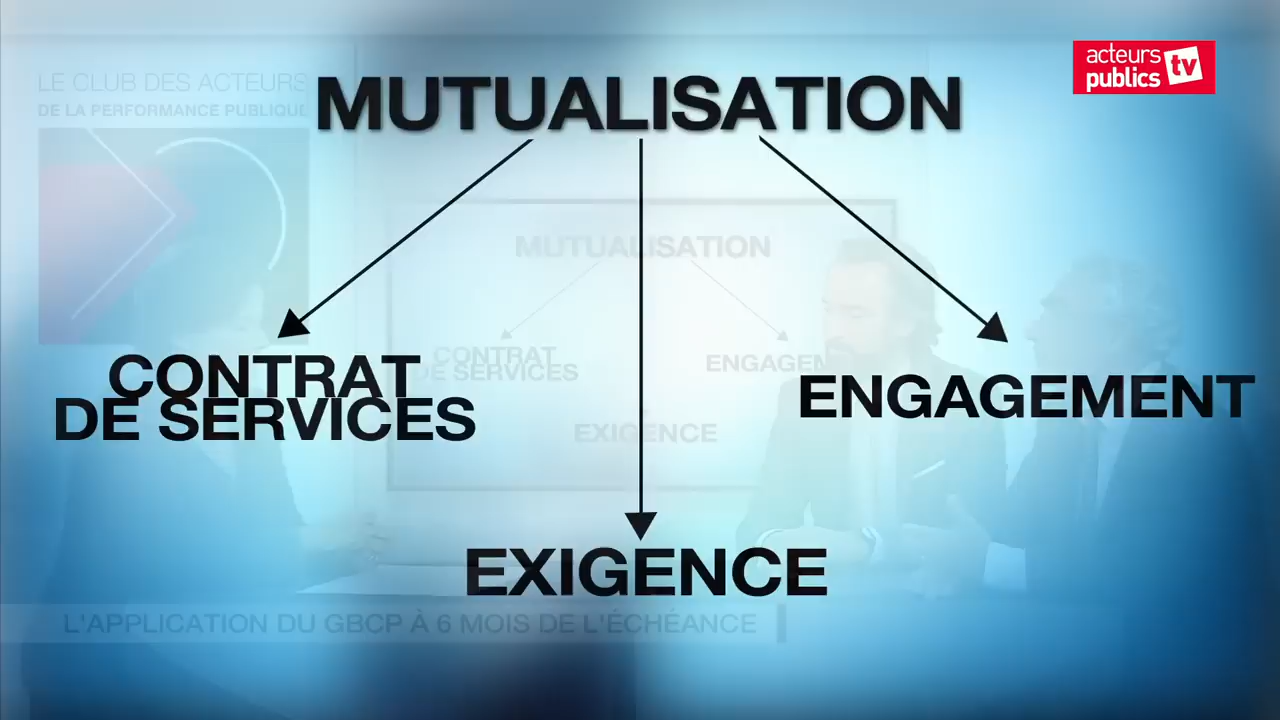 LE CLUB DES ACTEURS
DE LA PERFORMANCE PUBLIQUE
acteurs
publics tv
MUTUALISATION
MUTUALISATION
CONTRAT
DE SERVICES
CONTRAT
DE SERVICES
ENGAGEM
ENGAGEMENT
EXIGENCE
EXIGENCE
L'APPLICATION DU GBCP À 6 MOIS DE L'ÉCHÉANCE